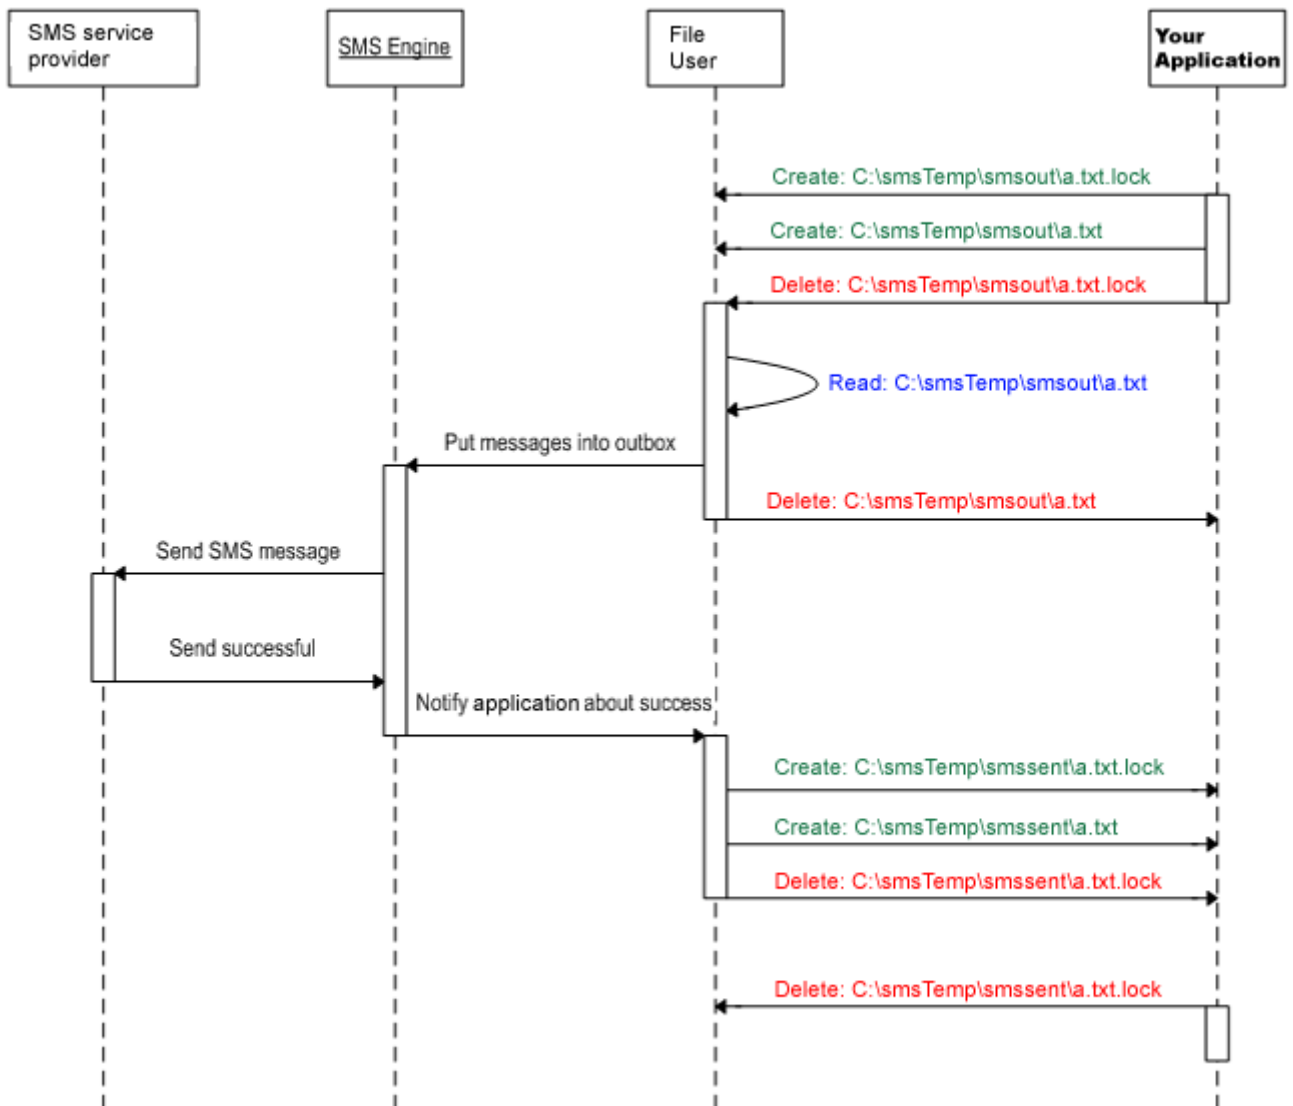 SMS service
provider
SMS Engine
File
User
Your
Application
Create: C:\smsTemp\smsout\a.txt.lock
Create: C:\smsTemp\smsout\a.txt
Delete: C:\smsTemp\smsout\a.txt.lock
Read: C:\smsTemp\smsout\a.txt
Put messages into outbox
Delete: C:\smsTemp\smsout\a.txt
Send SMS message
Send successful
Notify application about success
Create: C:\smsTemp\smssent\a.txt.lock
Create: C:\smsTemp\smssent\a.txt
Delete: C:\smsTemp\smssent\a.txt.lock
Delete: C:\smsTemp\smssent\a.txt.lock